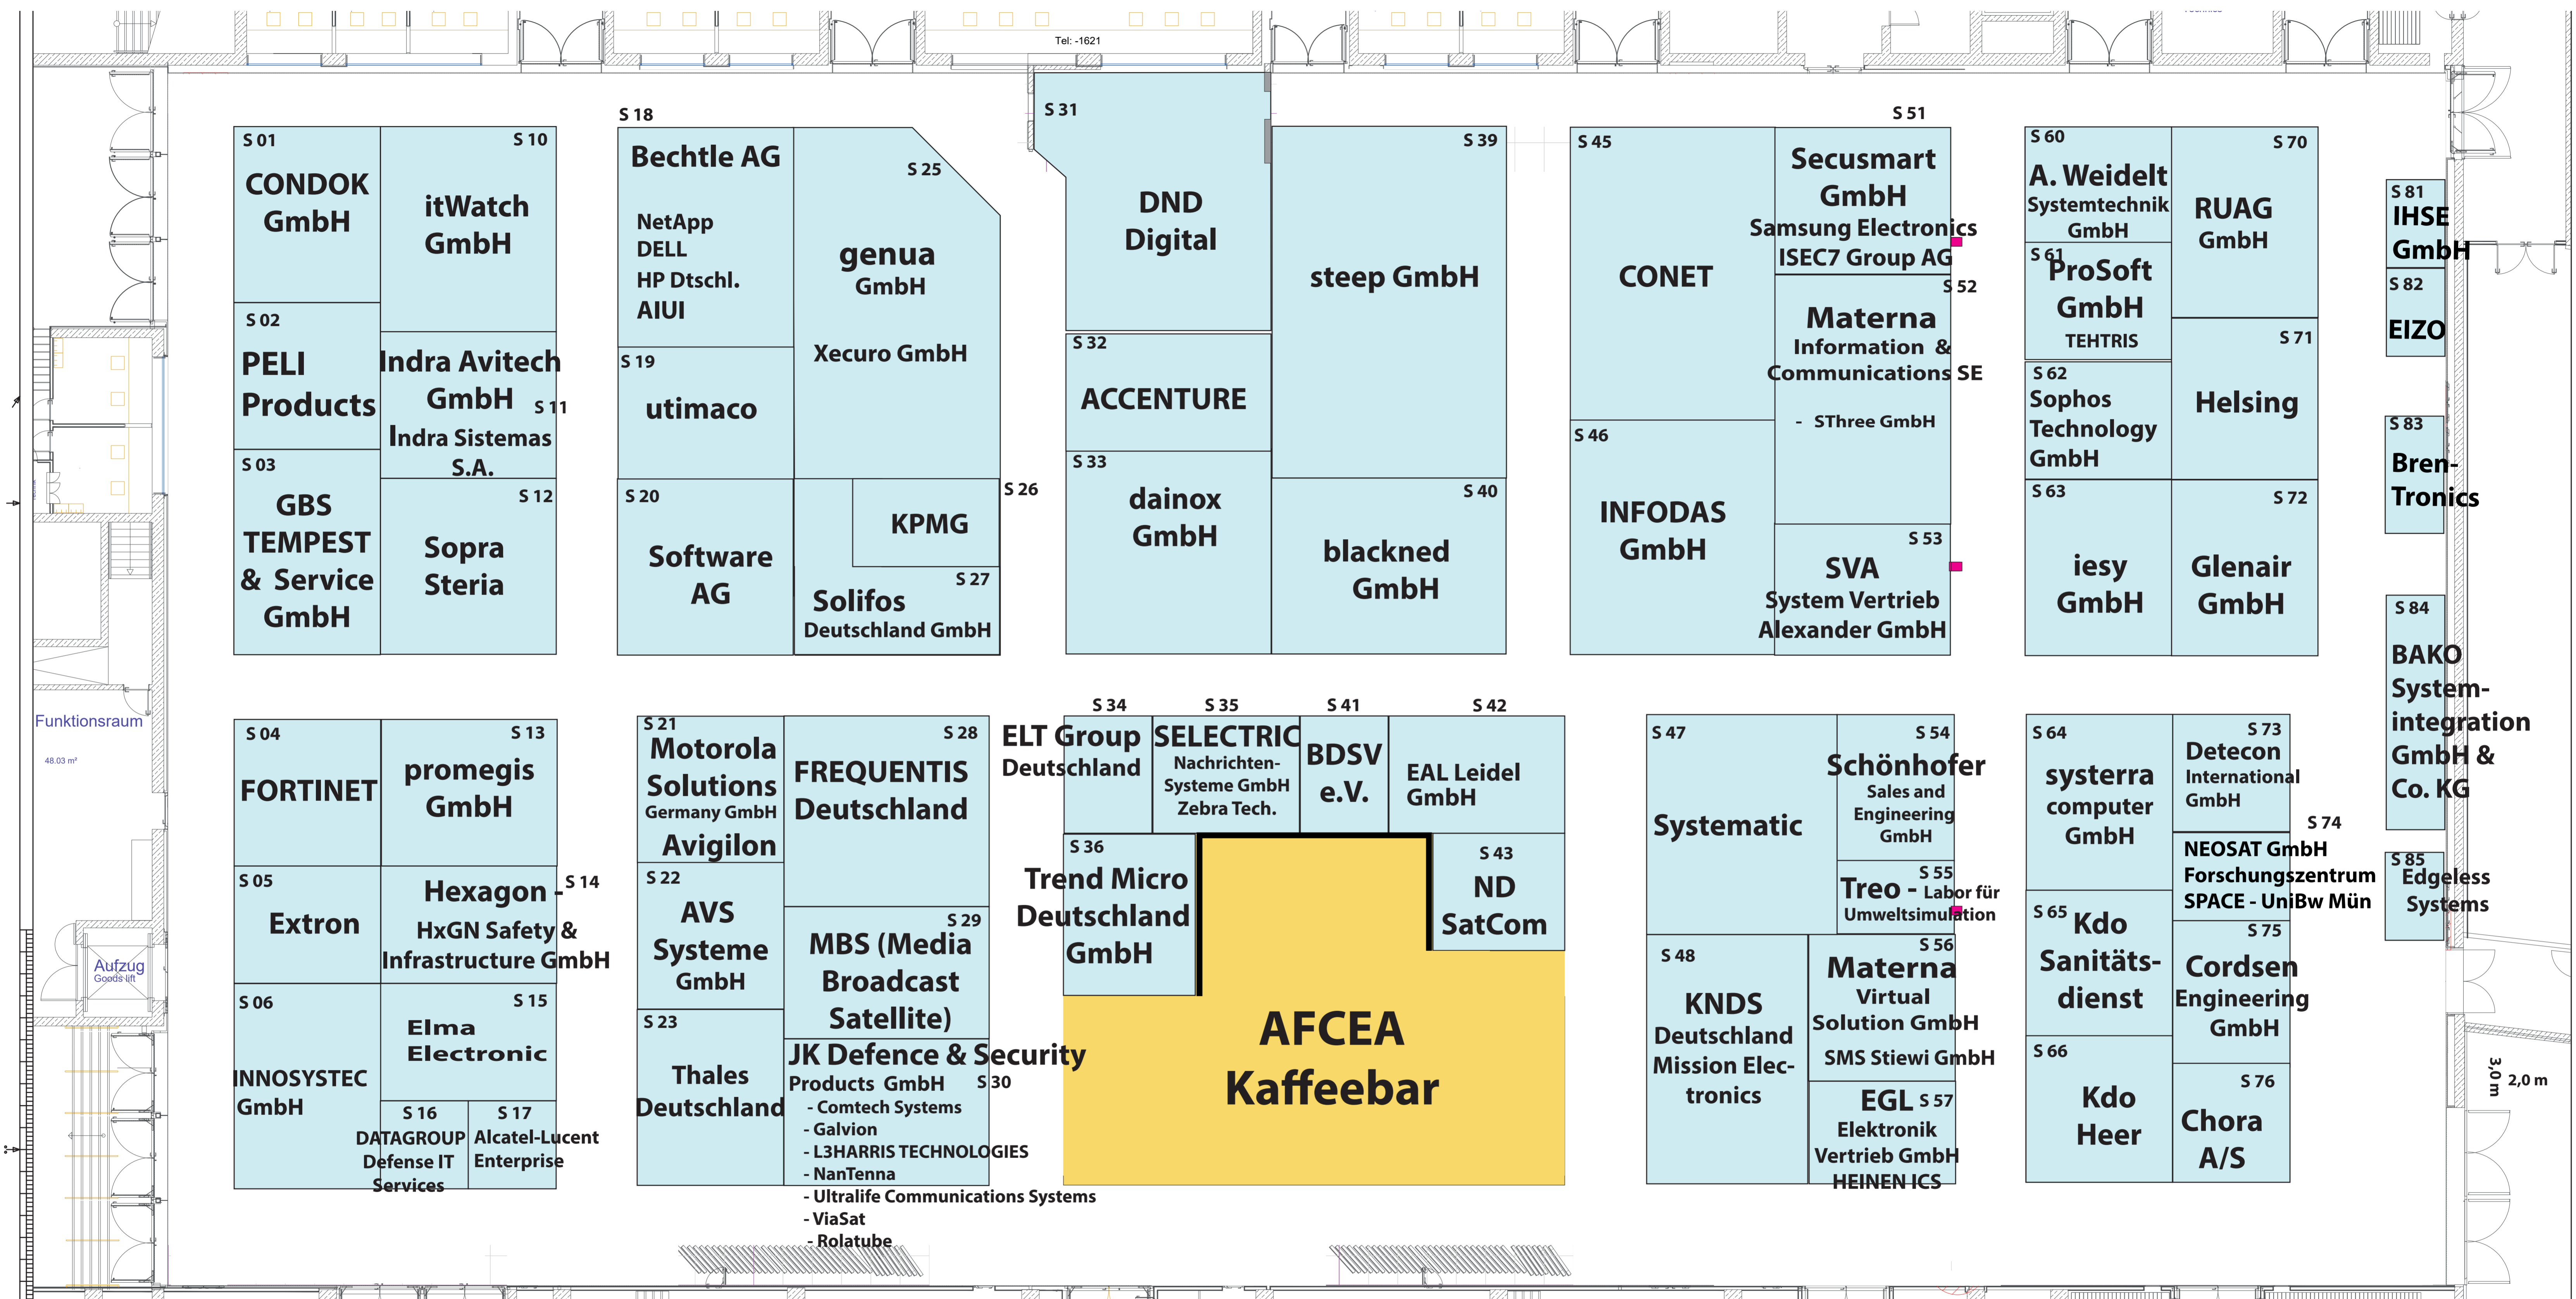 Tel: -1621
S 01
CONDOK
GmbH
S 10
itWatch
GmbH
S 02
PELI
Products
Indra Avitech
GmbH
S 11
Indra Sistemas
S.A.
S 03
GBS
TEMPEST
& Service
GmbH
S 12
Sopra
Steria
S 18
Bechtle AG
NetApp
DELL
HP Dtschl.
AIUI
S 25
genua
GmbH
Xecuro GmbH
S 19
utimaco
S 20
Software
AG
S 26
KPMG
S 27
Solifos
Deutschland GmbH
S 31
DND
Digital
S 39
steep GmbH
S 32
ACCENTURE
S 33
dainox
GmbH
S 40
blackned
GmbH
S 45
CONET
S 51
Secusmart
GmbH
Samsung Electronics
ISEC7 Group AG
S 52
Materna
Information &
Communications SE
- SThree GmbH
S 46
INFODAS
GmbH
S 53
SVA
System Vertrieb
Alexander GmbH
S 60
A. Weidelt
Systemtechnik
GmbH
S 70
RUAG
GmbH
S 61
ProSoft
GmbH
TEHTRIS
S 71
Helsing
S 62
Sophos
Technology
GmbH
S 63
iesy
GmbH
S 72
Glenair
GmbH
S 81
IHSE
GmbH
S 82
EIZO
S 83
Bren-
Tronics
S 84
BAKO
System-
integration
GmbH &
Co. KG
S 85
Edgeless
Systems
Funktionsraum
48.03 m²
Aufzug
Goods lift
S 04
FORTINET
S 13
promegis
GmbH
S 05
Extron
S 14
Hexagon -
HxGN Safety &
Infrastructure GmbH
S 06
INNOSYSTEC
GmbH
S 15
Elma
Electronic
S 16
DATAGROUP
Defense IT
Services
S 17
Alcatel-Lucent
Enterprise
S 21
Motorola
Solutions
Germany GmbH
Avigilon
S 28
FREQUENTIS
Deutschland
S 22
AVS
Systeme
GmbH
S 29
MBS (Media
Broadcast
Satellite)
S 23
Thales
Deutschland
JK Defence & Security
Products GmbH
S 30
- Comtech Systems
- Galvion
- L3HARRIS TECHNOLOGIES
- NanTenna
- Ultralife Communications Systems
- ViaSat
- Rolatube
S 34
ELT Group
Deutschland
S 35
SELECTRIC
Nachrichten-
Systeme GmbH
Zebra Tech.
S 41
BDSV
e.V.
S 42
EAL Leidel
GmbH
S 36
Trend Micro
Deutschland
GmbH
S 43
ND
SatCom
AFCEA
Kaffeebar
S 47
Systematic
S 54
Schönhofer
Sales and
Engineering
GmbH
S 55
Treo - Labor für
Umweltsimulation
S 48
KNDS
Deutschland
Mission Elec-
tronics
S 56
Materna
Virtual
Solution GmbH
SMS Stiewi GmbH
EGL S 57
Elektronik
Vertrieb GmbH
HEINEN ICS
S 64
systerra
computer
GmbH
S 73
Detecon
International
GmbH
S 74
NEOSAT GmbH
Forschungszentrum
SPACE - UniBw Mün
S 65
Kdo
Sanitäts-
dienst
S 75
Cordsen
Engineering
GmbH
S 66
Kdo
Heer
S 76
Chora
A/S
3,0 m
2,0 m